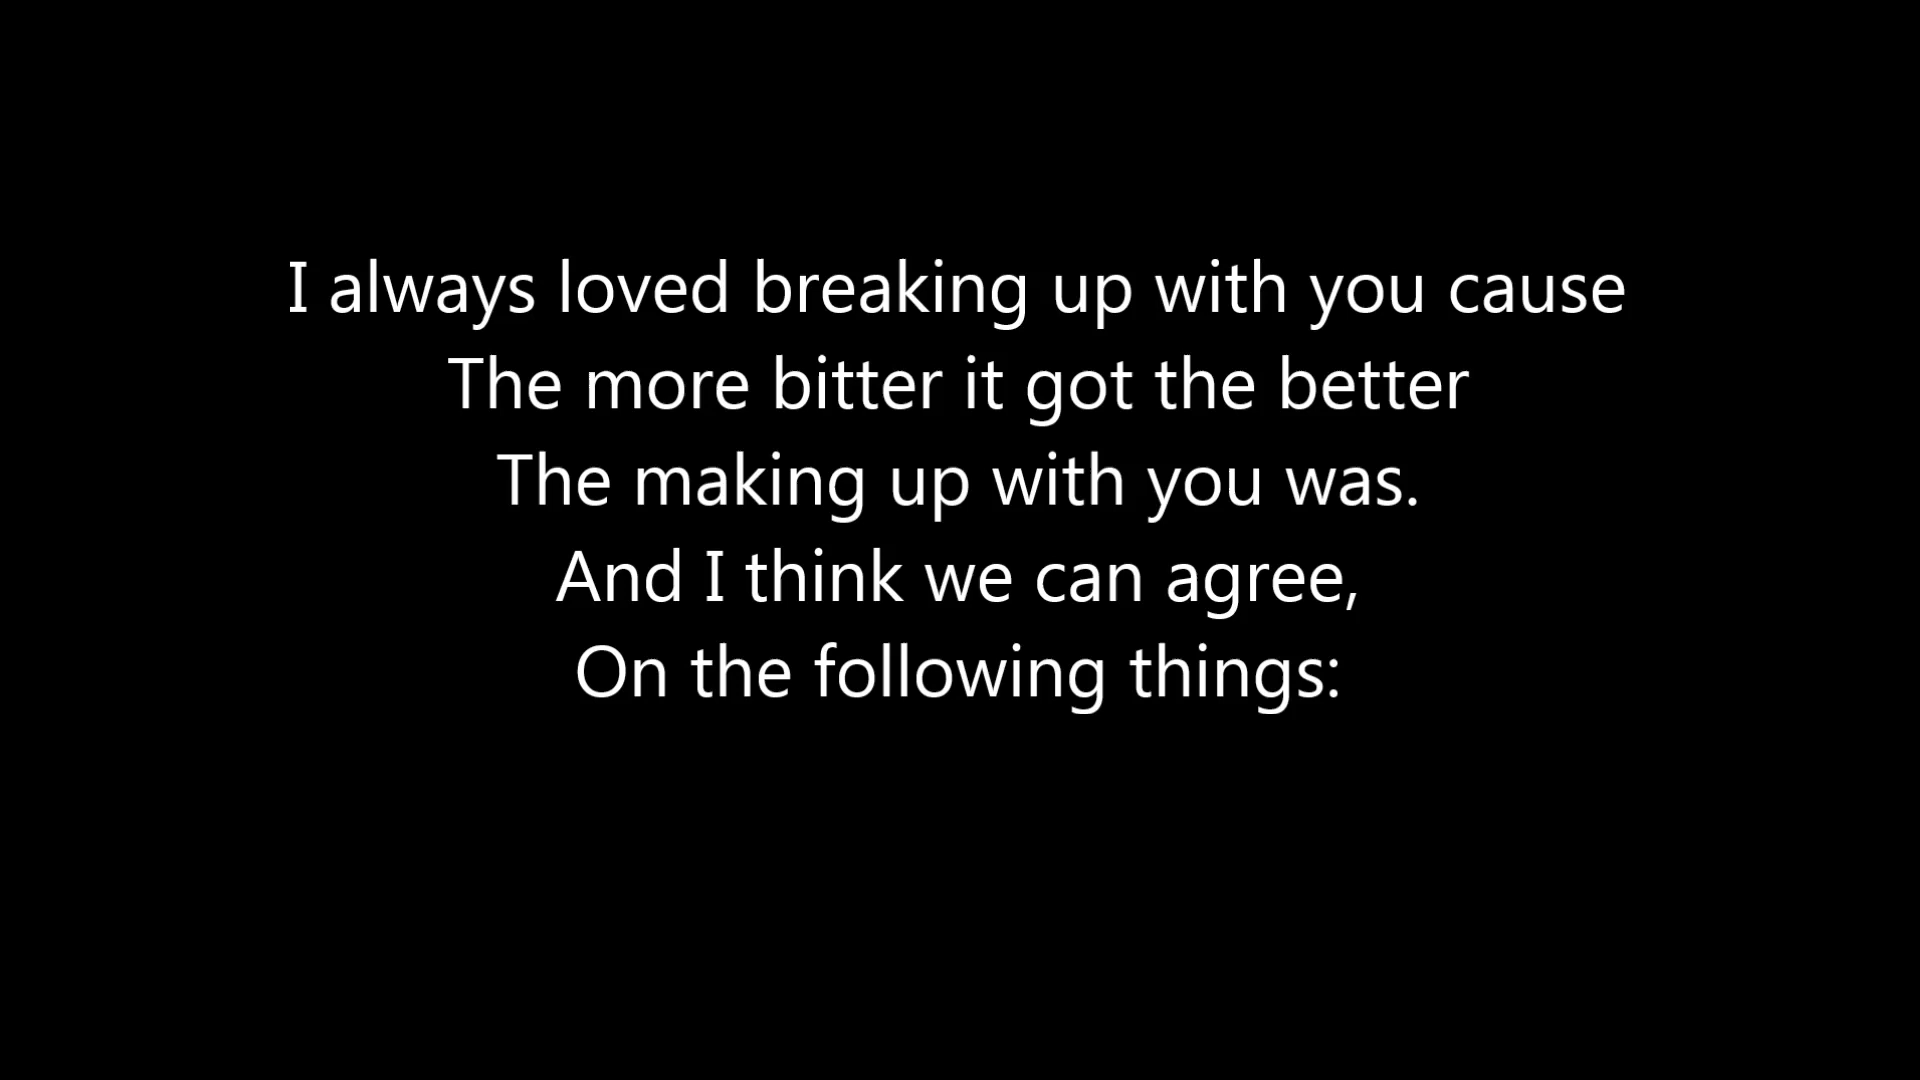 I always loved breaking up with you cause
The more bitter it got the better
The making up with you was.
And I think we can agree,
On the following things: